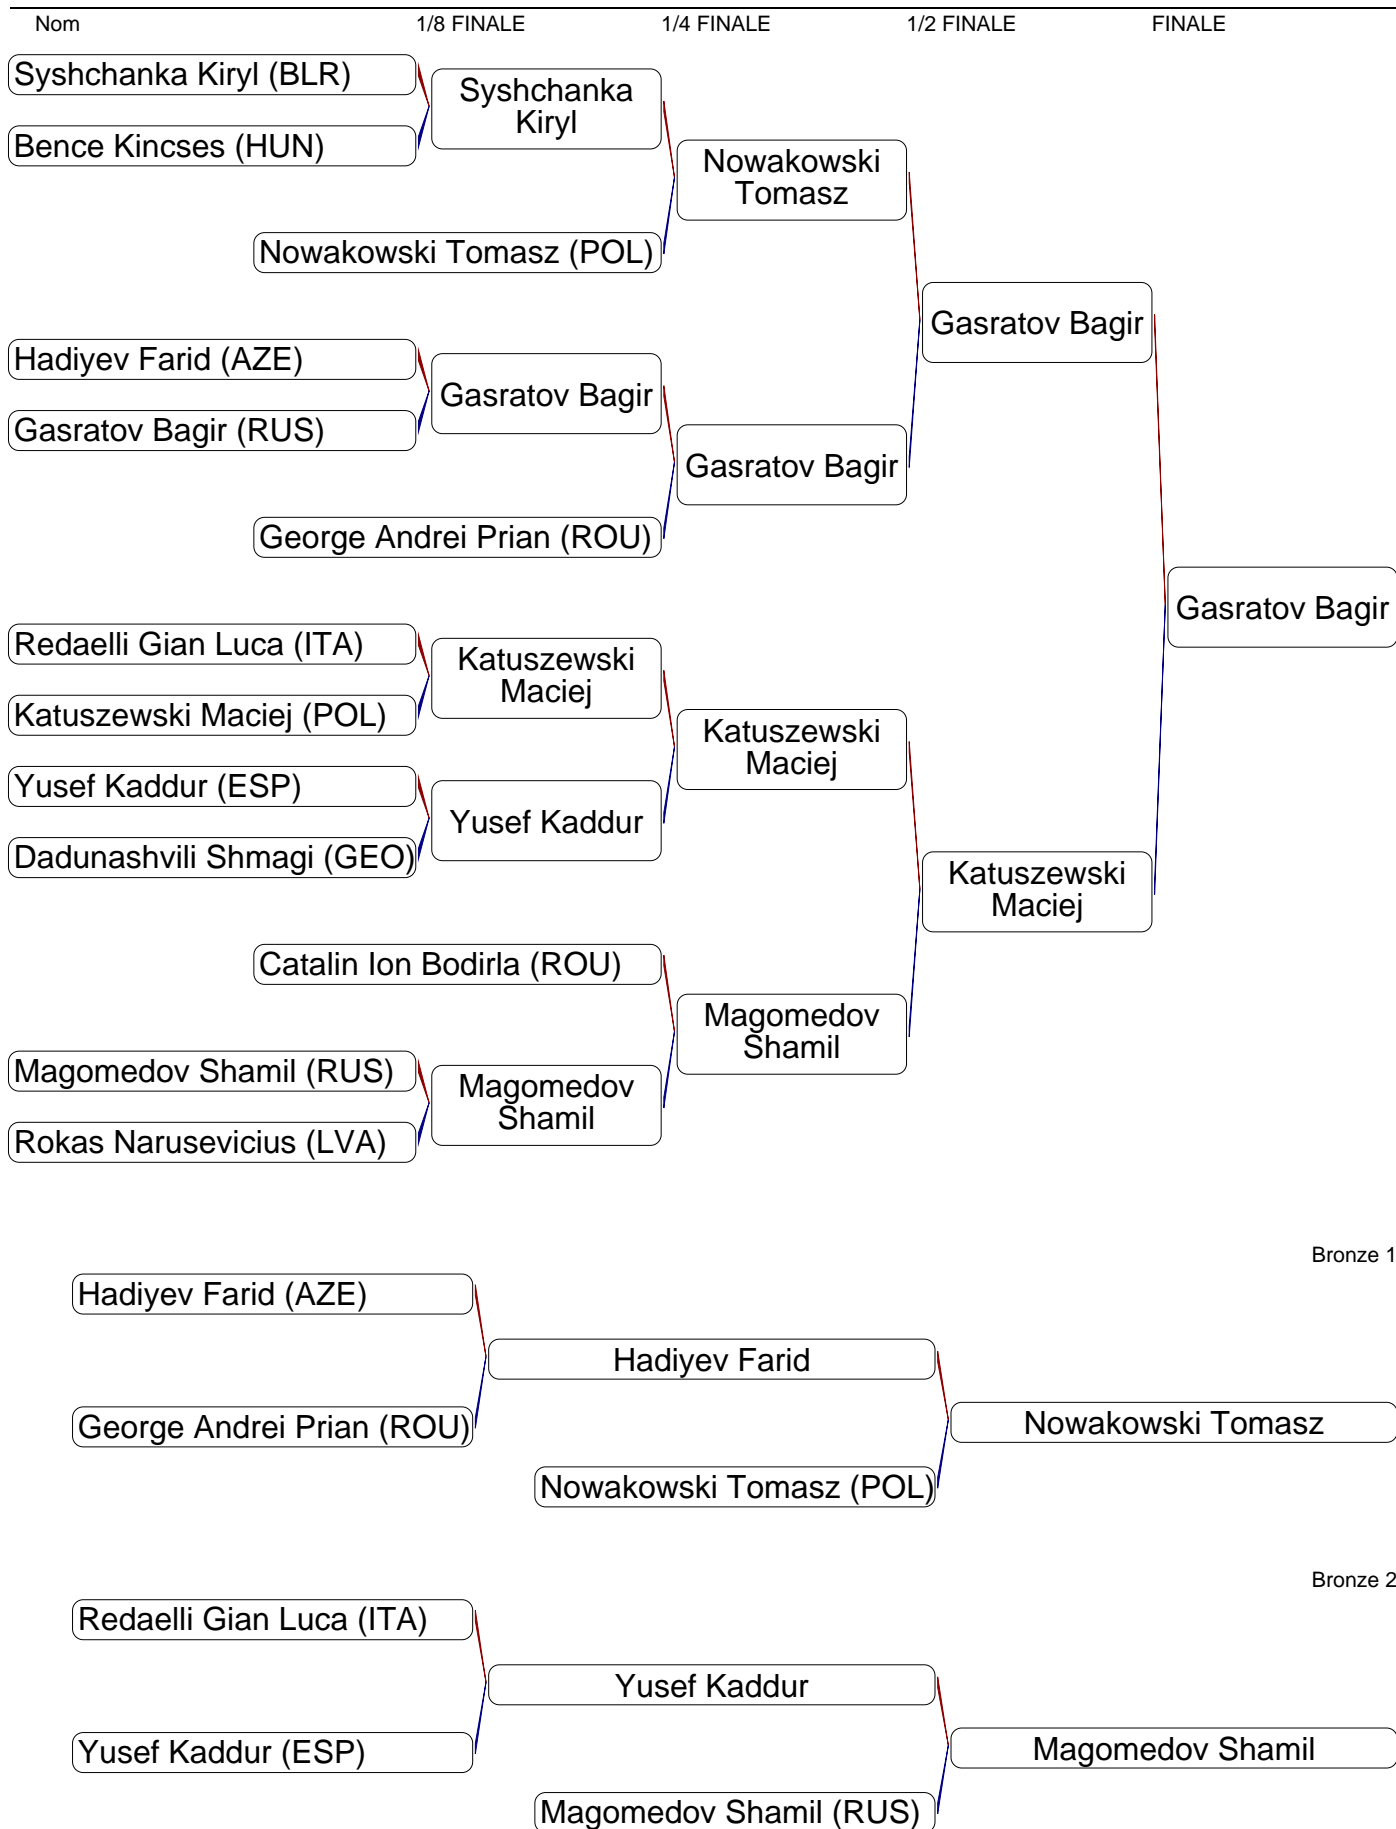 Nom 1/8 FINALE 1/4 FINALE 1/2 FINALE FINALE
Syshchanka Kiryl (BLR)
Syshchanka
Kiryl
Bence Kincses (HUN)
Nowakowski
Tomasz
Nowakowski Tomasz (POL)
Gasratov Bagir
Hadiyev Farid (AZE)
Gasratov Bagir
Gasratov Bagir (RUS)
Gasratov Bagir
George Andrei Prian (ROU)
Gasratov Bagir
Redaelli Gian Luca (ITA)
Katuszewski
Maciej
Katuszewski Maciej (POL)
Katuszewski
Maciej
Yusef Kaddur (ESP)
Yusef Kaddur
Dadunashvili Shmagi (GEO)
Katuszewski
Maciej
Catalin Ion Bodirla (ROU)
Magomedov
Shamil
Magomedov Shamil (RUS)
Magomedov
Shamil
Rokas Narusevicius (LVA)
Bronze 1
Hadiyev Farid (AZE)
Hadiyev Farid
George Andrei Prian (ROU)
Nowakowski Tomasz
Nowakowski Tomasz (POL)
Bronze 2
Redaelli Gian Luca (ITA)
Yusef Kaddur
Yusef Kaddur (ESP)
Magomedov Shamil
Magomedov Shamil (RUS)